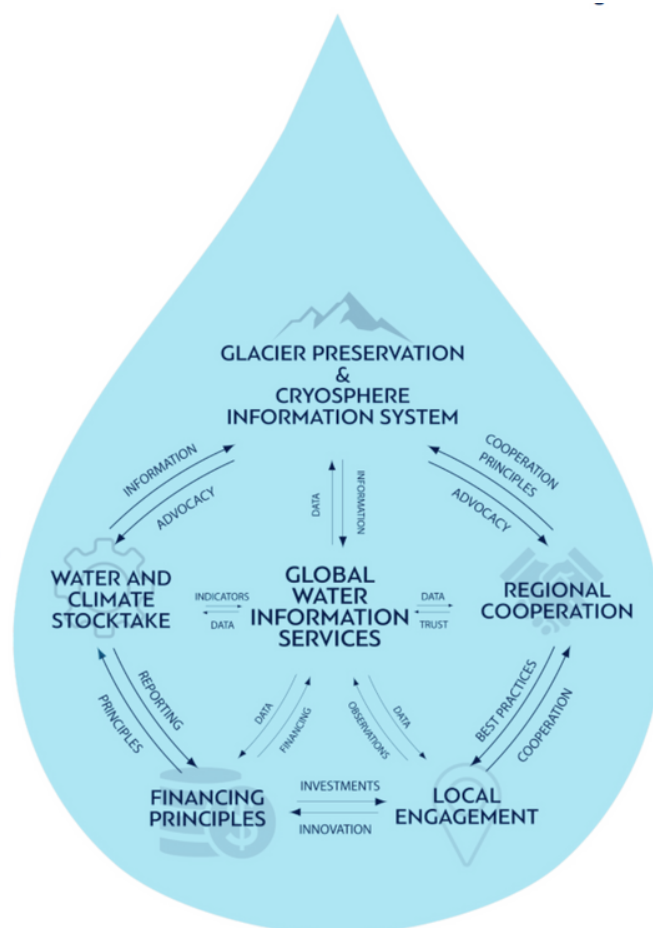 GLACIER PRESERVATION
&
CRYOSPHERE
INFORMATION SYSTEM
INFORMATION
ADVOCACY
COOPERATION
PRINCIPLES
ADVOCACY
DATA
INFORMATION
WATER AND
CLIMATE
STOCKTAKE
INDICATORS
DATA
GLOBAL
WATER
INFORMATION
SERVICES
DATA
TRUST
REGIONAL
COOPERATION
REPORTING
PRINCIPLES
DATA
FINANCING
OBSERVATIONS
DATA
BEST PRACTICES
COOPERATION
FINANCING
PRINCIPLES
INVESTMENTS
INNOVATION
LOCAL
ENGAGEMENT